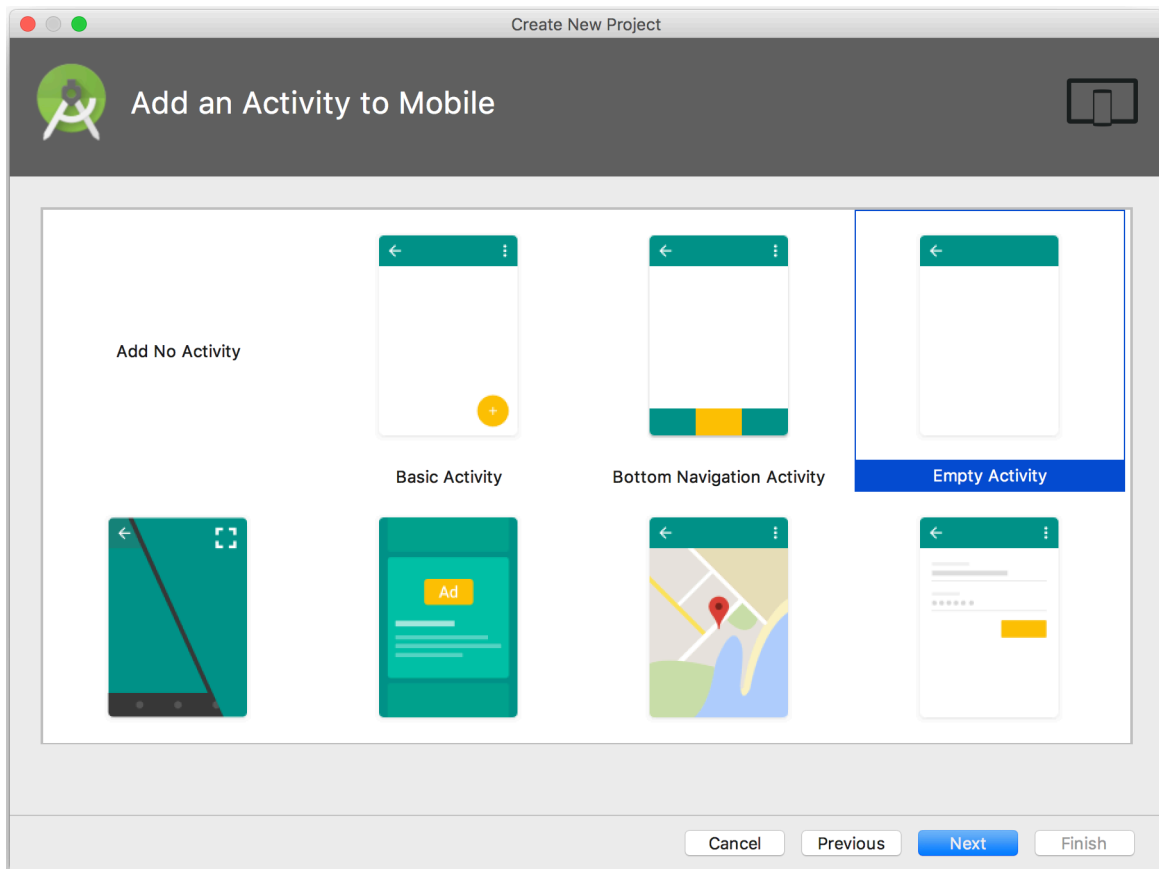 Create New Project
Add an Activity to Mobile
Add No Activity
Basic Activity
Bottom Navigation Activity
Empty Activity
Ad
Cancel
Previous
Next
Finish